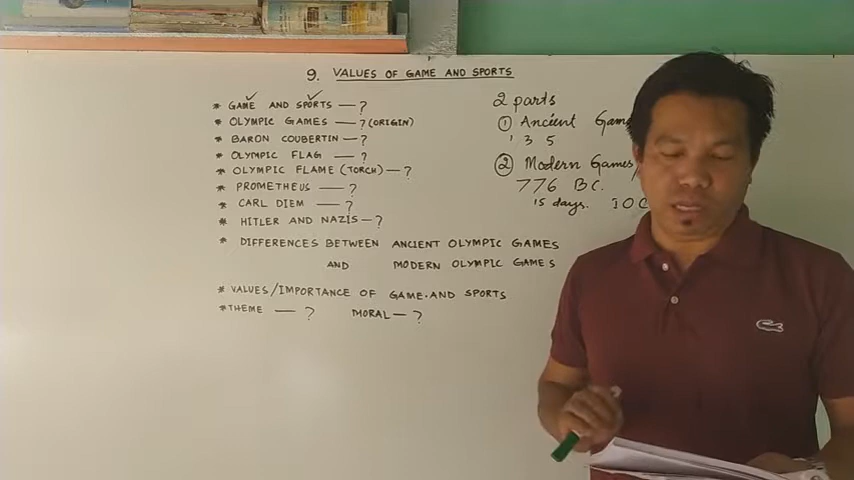 9. VALUES OF GAME AND SPORTS
* GAME AND SPORTS — ?
* OLYMPIC GAMES — ? (ORIGIN)
* BARON COUBERTIN — ?
* OLYMPIC FLAG — ?
* OLYMPIC FLAME (TORCH) — ?
* PROMETHEUS — ?
* CARL DIEM — ?
* HITLER AND NAZIS — ?
* DIFFERENCES BETWEEN ANCIENT OLYMPIC GAMES
AND MODERN OLYMPIC GAMES
* VALUES/IMPORTANCE OF GAME AND SPORTS
* THEME — ? MORAL — ?
2 parts
① Ancient
1 3 5
② Modern Games
776 BC.
15 days.